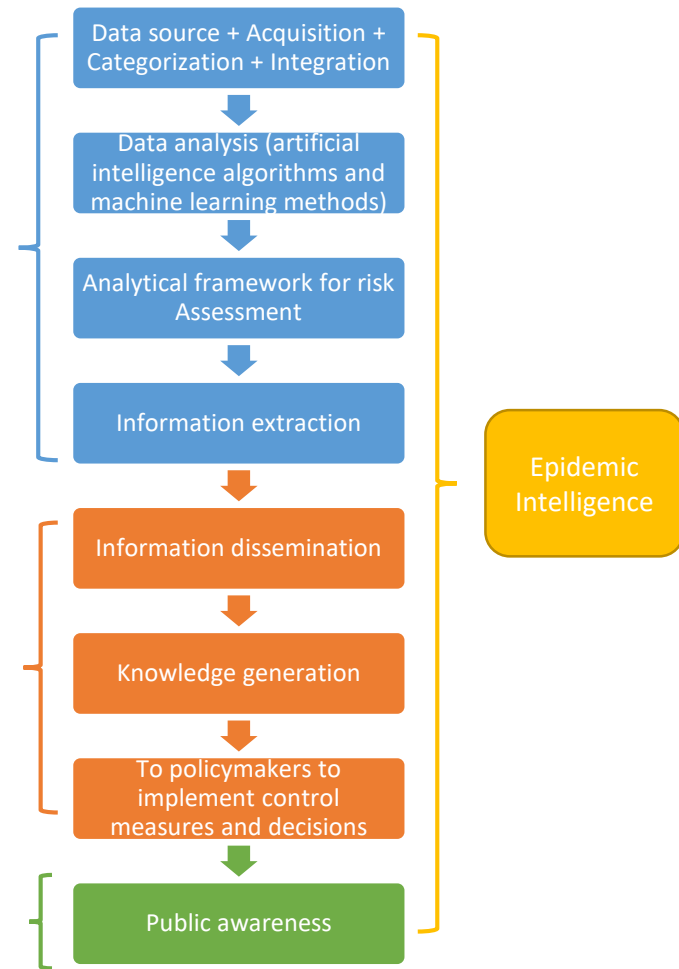 Data source + Acquisition +
Categorization + Integration
Data analysis (artificial
intelligence algorithms and
machine learning methods)
Analytical framework for risk
Assessment
Information extraction
Epidemic
Intelligence
Information dissemination
Knowledge generation
To policymakers to
implement control
measures and decisions
Public awareness